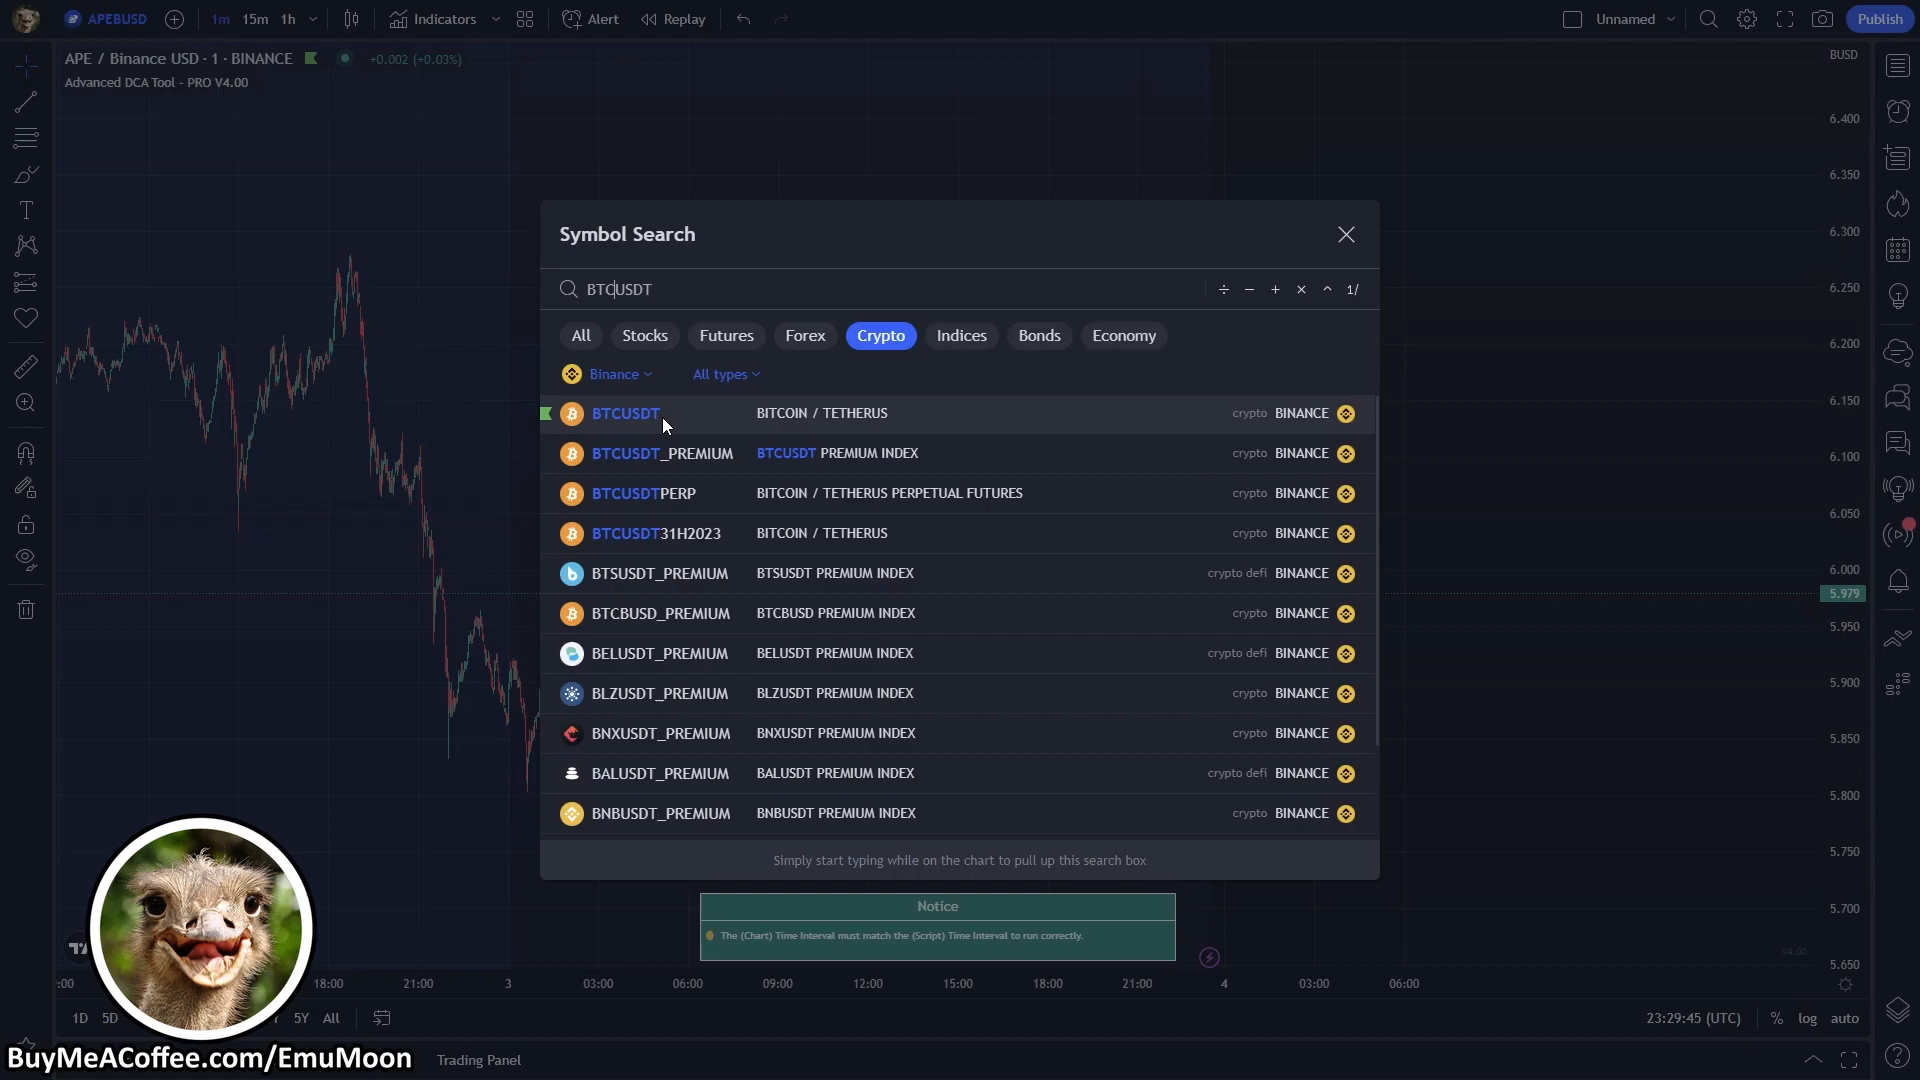 APEBUSD 1m 15m 1h Indicators Alert Replay Unnamed Publish
APE / Binance USD · 1 · BINANCE +0.002 (+0.03%)
BUSD
Advanced DCA Tool - PRO V4.00
6.400
6.350
6.300
6.250
6.200
6.150
6.100
6.050
6.000
5.979
5.950
5.900
5.850
5.800
5.750
5.700
5.650
Symbol Search
BTCUSDT ÷ − + × ^ 1/
All Stocks Futures Forex Crypto Indices Bonds Economy
Binance All types
BTCUSDT BITCOIN / TETHERUS crypto BINANCE
BTCUSDT_PREMIUM BTCUSDT PREMIUM INDEX crypto BINANCE
BTCUSDTPERP BITCOIN / TETHERUS PERPETUAL FUTURES crypto BINANCE
BTCUSDT31H2023 BITCOIN / TETHERUS crypto BINANCE
BTSUSDT_PREMIUM BTSUSDT PREMIUM INDEX crypto defi BINANCE
BTCBUSD_PREMIUM BTCBUSD PREMIUM INDEX crypto BINANCE
BELUSDT_PREMIUM BELUSDT PREMIUM INDEX crypto defi BINANCE
BLZUSDT_PREMIUM BLZUSDT PREMIUM INDEX crypto BINANCE
BNXUSDT_PREMIUM BNXUSDT PREMIUM INDEX crypto BINANCE
BALUSDT_PREMIUM BALUSDT PREMIUM INDEX crypto defi BINANCE
BNBUSDT_PREMIUM BNBUSDT PREMIUM INDEX crypto BINANCE
Simply start typing while on the chart to pull up this search box
Notice
The (Chart) Time Interval must match the (Script) Time Interval to run correctly.
V4.00
:00 18:00 21:00 3 03:00 06:00 09:00 12:00 15:00 18:00 21:00 4 03:00 06:00
1D 5D 5Y All 23:29:45 (UTC) % log auto
BuyMeACoffee.com/EmuMoon
Trading Panel